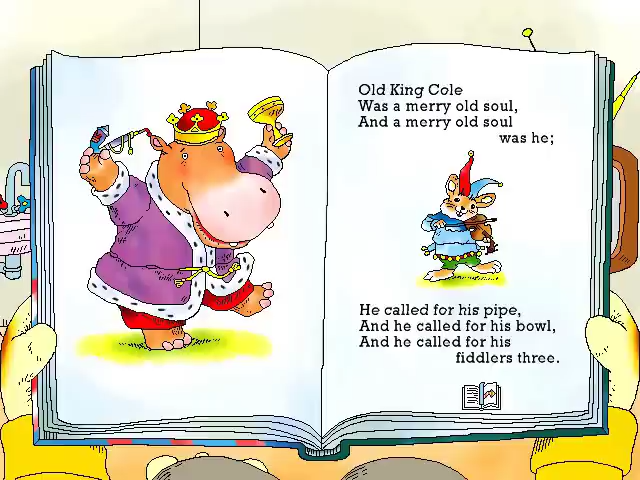 Old King Cole
Was a merry old soul,
And a merry old soul
was he;
He called for his pipe,
And he called for his bowl,
And he called for his
fiddlers three.